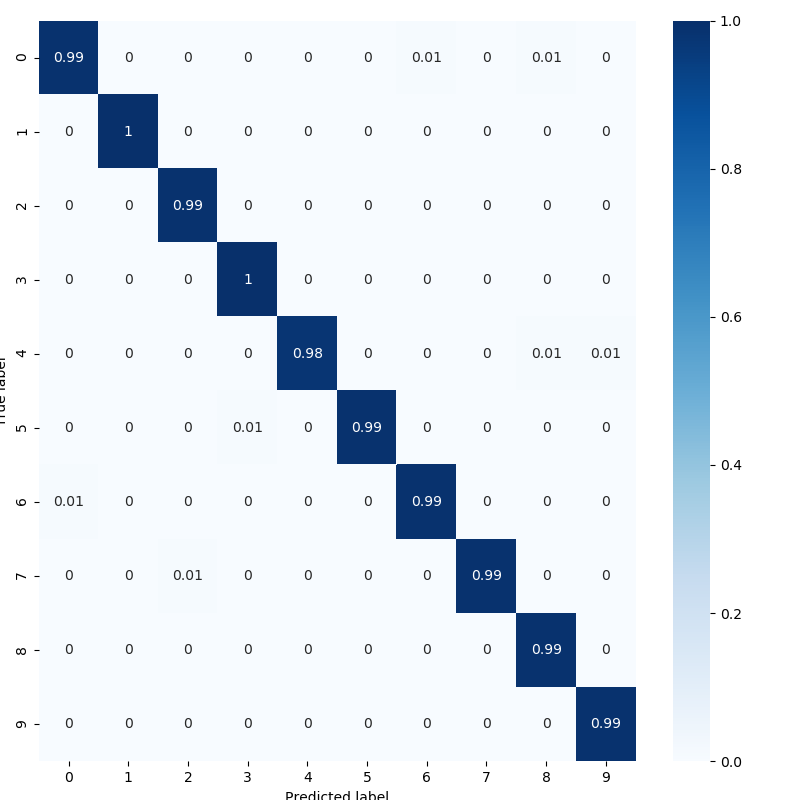 0 0.99 0 0 0 0 0 0.01 0 0.01 0
1 0 1 0 0 0 0 0 0 0 0
2 0 0 0.99 0 0 0 0 0 0 0
3 0 0 0 1 0 0 0 0 0 0
4 0 0 0 0 0.98 0 0 0 0.01 0.01
5 0 0 0 0.01 0 0.99 0 0 0 0
6 0.01 0 0 0 0 0 0.99 0 0 0
7 0 0 0.01 0 0 0 0 0.99 0 0
8 0 0 0 0 0 0 0 0 0.99 0
9 0 0 0 0 0 0 0 0 0 0.99
0 1 2 3 4 5 6 7 8 9
Predicted label
True label
1.0
0.8
0.6
0.4
0.2
0.0